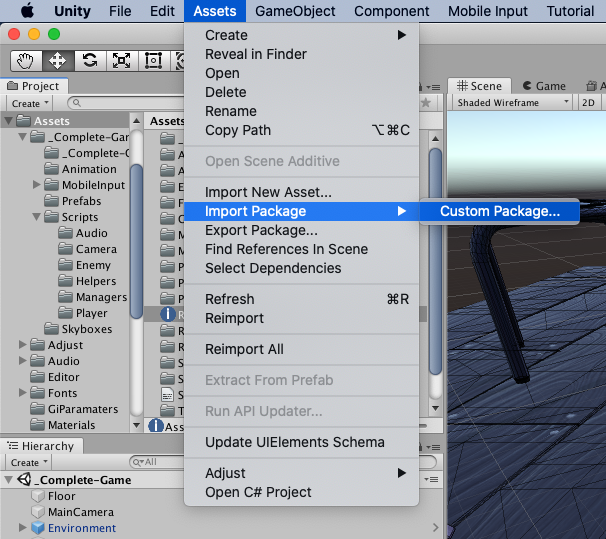 Unity File Edit Assets GameObject Component Mobile Input Tutorial
Project
Create
Assets
_Complete-Gam
Animation
MobileInput
Prefabs
Scripts
Audio
Camera
Enemy
Helpers
Managers
Player
Skyboxes
Adjust
Audio
Editor
Fonts
GiParamaters
Materials
Assets
Create
Reveal in Finder
Open
Delete
Rename
Copy Path ⌥⌘C
Open Scene Additive
Import New Asset...
Import Package
Custom Package...
Export Package...
Find References In Scene
Select Dependencies
Refresh ⌘R
Reimport
Reimport All
Extract From Prefab
Run API Updater...
Update UIElements Schema
Adjust
Open C# Project
Scene Game
Shaded Wireframe 2D
Hierarchy
Create All
_Complete-Game
Floor
MainCamera
Environment